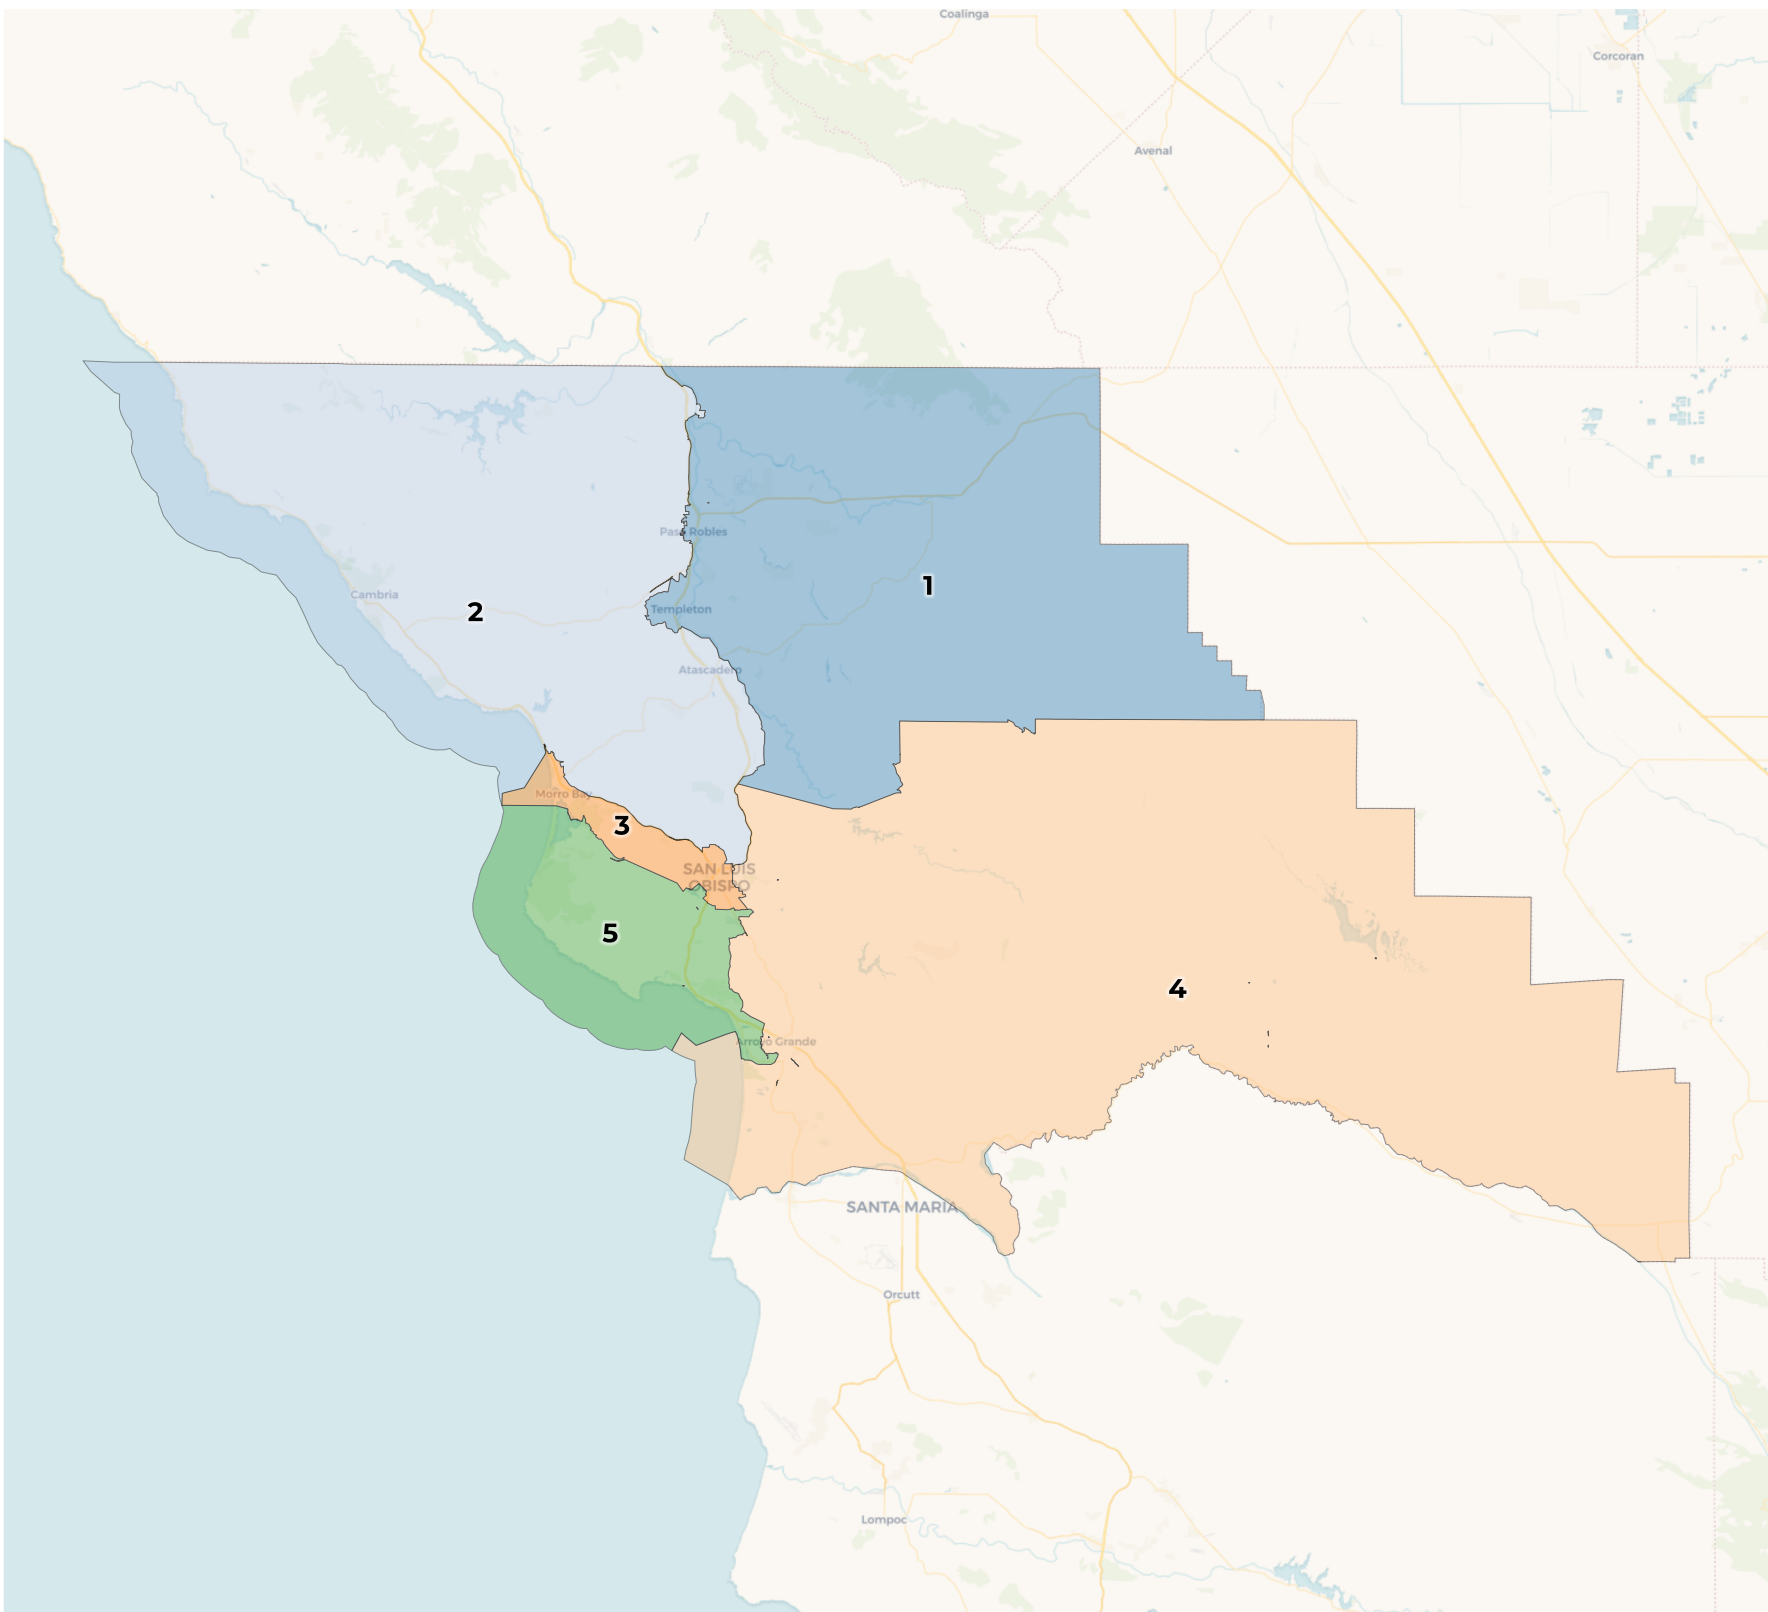 Coalinga
Corcoran
Avenal
Paso Robles
1
Cambria
2
Templeton
Atascadero
Morro Bay
3
SAN LUIS
OBISPO
5
4
Arroyo Grande
SANTA MARIA
Orcutt
Lompoc